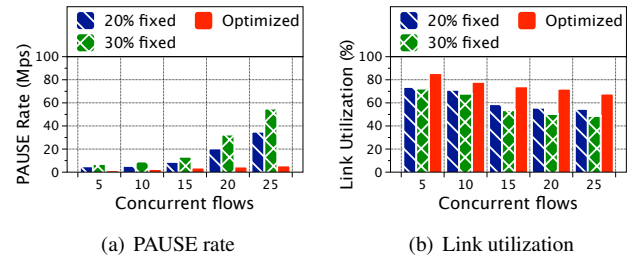 20% fixed
Optimized
30% fixed
PAUSE Rate (Mps)
100
80
60
40
20
0
5 10 15 20 25
Concurrent flows
(a) PAUSE rate
20% fixed
Optimized
30% fixed
Link Utilization (%)
100
80
60
40
20
0
5 10 15 20 25
Concurrent flows
(b) Link utilization